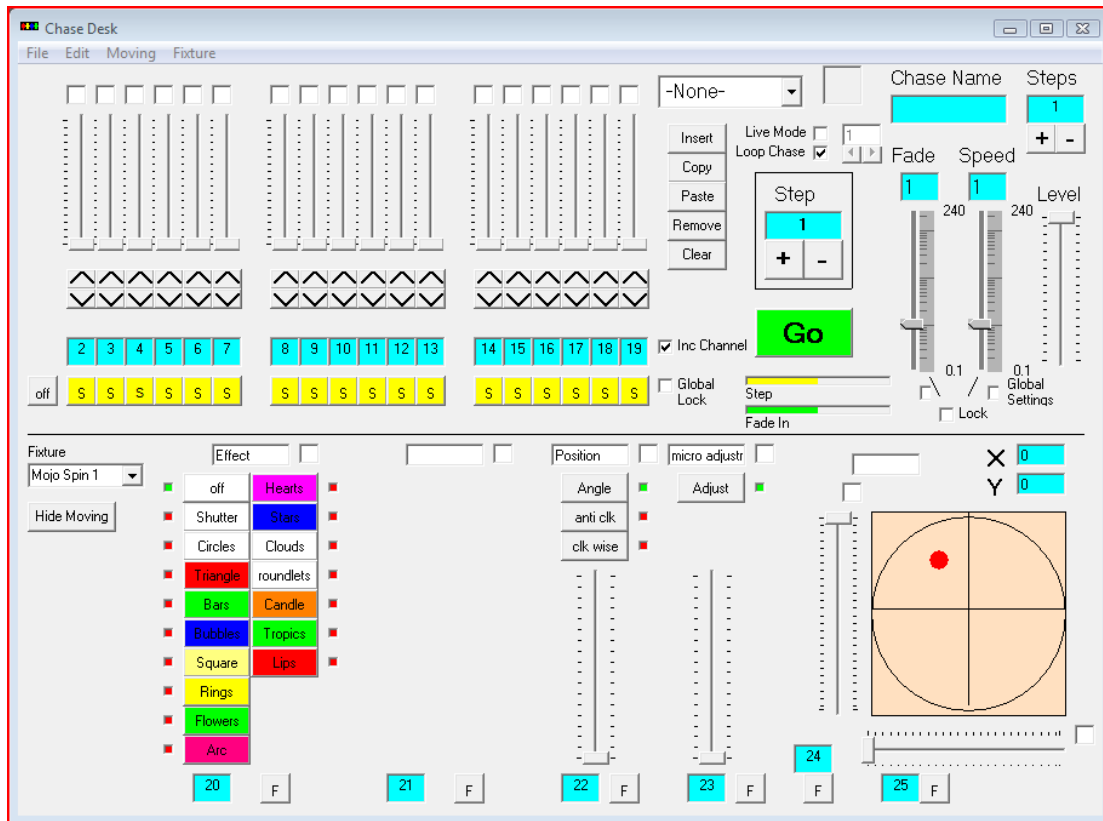 Chase Desk
File Edit Moving Fixture
-None-
Chase Name Steps
1
+ -
Insert
Copy
Paste
Remove
Clear
Live Mode 1
Loop Chase
Step
1
+ -
Fade Speed
1 1
Level
240 240
0.1 0.1
Global Settings
Lock
Go
2 3 4 5 6 7 8 9 10 11 12 13 14 15 16 17 18 19
Inc Channel
off S S S S S S S S S S S S S S S S S S
Global Lock
Step
Fade In
Fixture
Mojo Spin 1
Hide Moving
Effect
off Hearts
Shutter Stars
Circles Clouds
Triangle roundlets
Bars Candle
Bubbles Tropics
Square Lips
Rings
Flowers
Arc
Position
Angle
anti clk
clk wise
micro adjustr
Adjust
X 0
Y 0
20 F 21 F 22 F 23 F 24 F 25 F